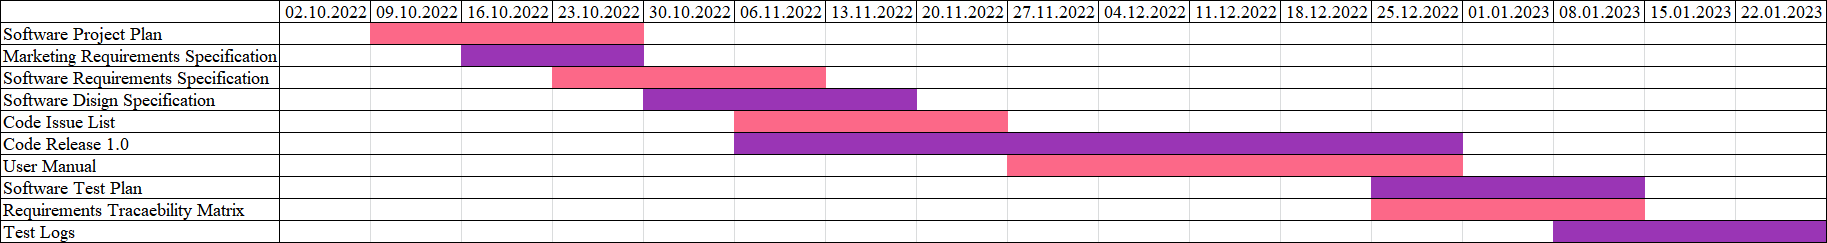 02.10.2022 09.10.2022 16.10.2022 23.10.2022 30.10.2022 06.11.2022 13.11.2022 20.11.2022 27.11.2022 04.12.2022 11.12.2022 18.12.2022 25.12.2022 01.01.2023 08.01.2023 15.01.2023 22.01.2023
Software Project Plan
Marketing Requirements Specification
Software Requirements Specification
Software Disign Specification
Code Issue List
Code Release 1.0
User Manual
Software Test Plan
Requirements Tracaebility Matrix
Test Logs